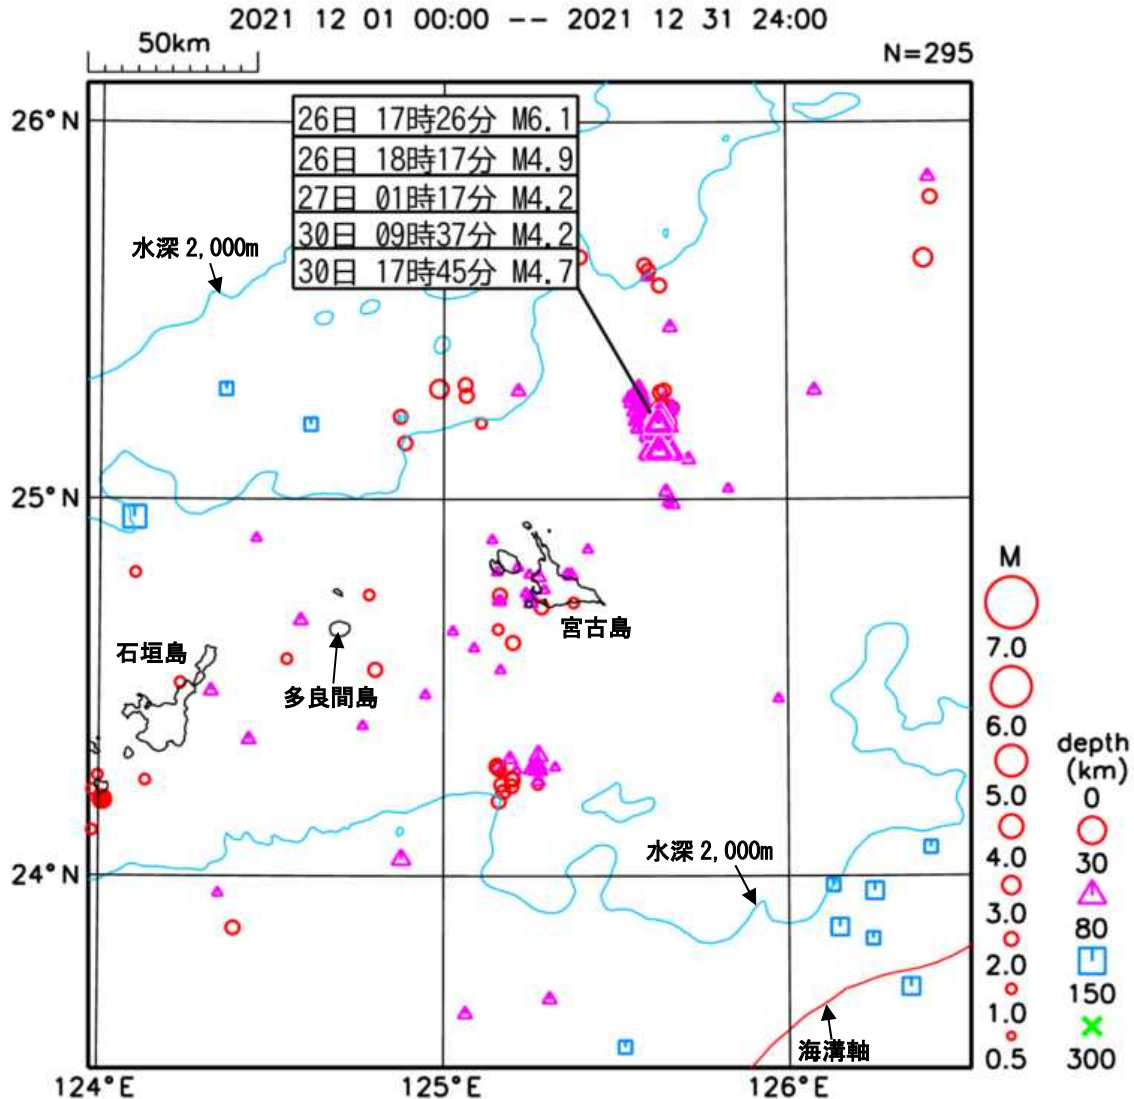 2021 12 01 00:00 -- 2021 12 31 24:00
50km
N=295
26°N
26日 17時26分 M6.1
26日 18時17分 M4.9
27日 01時17分 M4.2
30日 09時37分 M4.2
30日 17時45分 M4.7
水深 2,000m
25°N
宮古島
石垣島
多良間島
水深 2,000m
24°N
海溝軸
124°E
125°E
126°E
M
7.0
6.0
5.0
4.0
3.0
2.0
1.0
0.5
depth
(km)
0
30
80
150
300